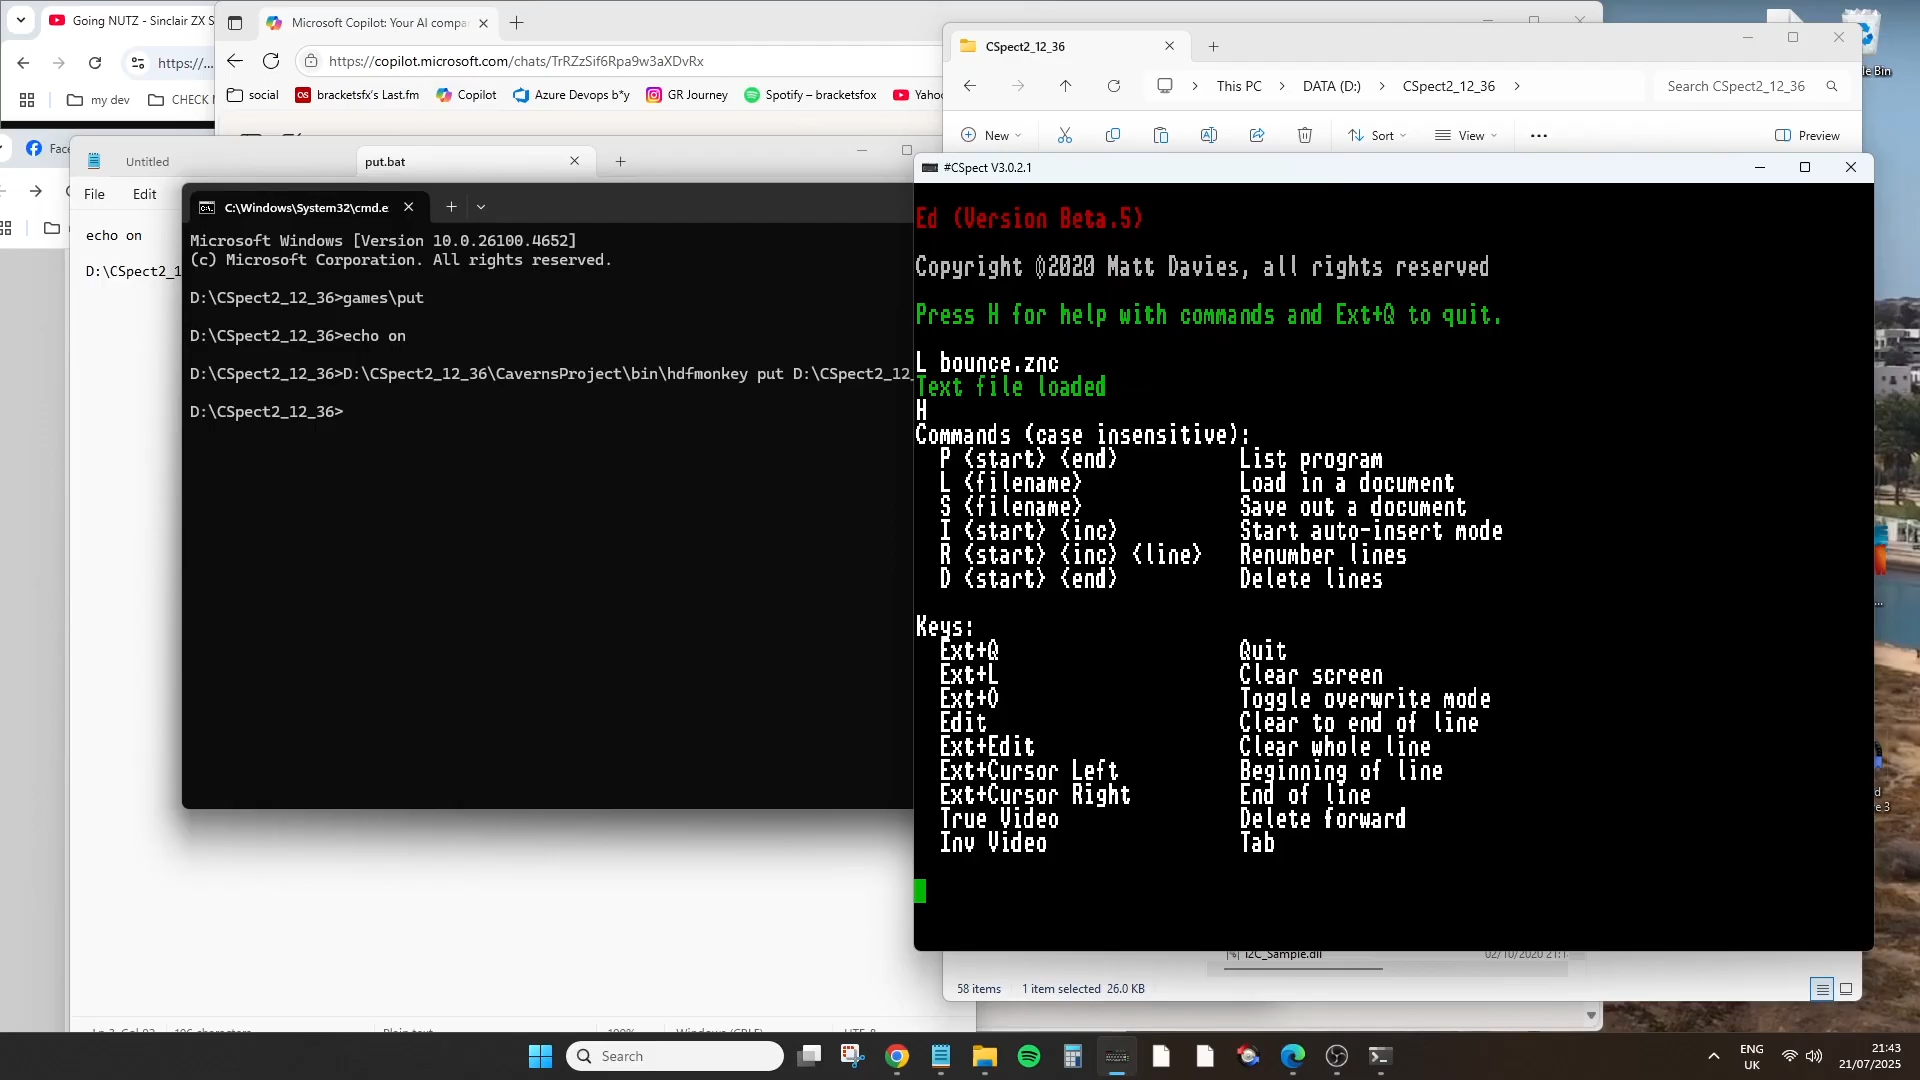 Going NUTZ - Sinclair ZX S
https://...
my dev
CHECK
Microsoft Copilot: Your AI compa
https://copilot.microsoft.com/chats/TrRZzSif6Rpa9w3aXDvRx
social
bracketsfx's Last.fm
Copilot
Azure Devops b*y
GR Journey
Spotify – bracketsfox
Yahoo
CSpect2_12_36
This PC
DATA (D:)
CSpect2_12_36
Search CSpect2_12_36
New
Sort
View
Preview
Untitled
put.bat
File Edit
echo on
D:\CSpect2_1
C:\Windows\System32\cmd.e
Microsoft Windows [Version 10.0.26100.4652]
(c) Microsoft Corporation. All rights reserved.
D:\CSpect2_12_36>games\put
D:\CSpect2_12_36>echo on
D:\CSpect2_12_36>D:\CSpect2_12_36\CavernsProject\bin\hdfmonkey put D:\CSpect2_12_
D:\CSpect2_12_36>
#CSpect V3.0.2.1
Ed (Version Beta.5)
Copyright ©2020 Matt Davies, all rights reserved
Press H for help with commands and Ext+Q to quit.
L bounce.znc
Text file loaded
H
Commands (case insensitive):
P {start} {end} List program
L {filename} Load in a document
S {filename} Save out a document
I {start} {inc} Start auto-insert mode
R {start} {inc} {line} Renumber lines
D {start} {end} Delete lines
Keys:
Ext+Q Quit
Ext+L Clear screen
Ext+O Toggle overwrite mode
Edit Clear to end of line
Ext+Edit Clear whole line
Ext+Cursor Left Beginning of line
Ext+Cursor Right End of line
True Video Delete forward
Inv Video Tab
I2C_Sample.dll
58 items 1 item selected 26.0 KB
Search
ENG
UK
21:43
21/07/2025